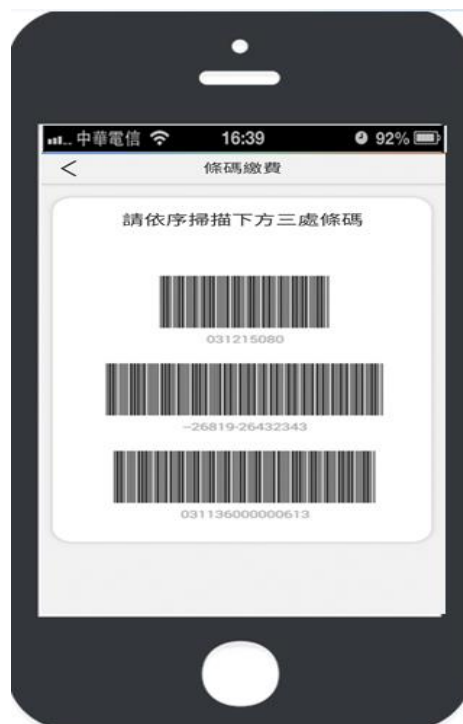 中華電信 16:39 92%
< 條碼繳費
請依序掃描下方三處條碼
031215080
-26819-26432343
031136000000613